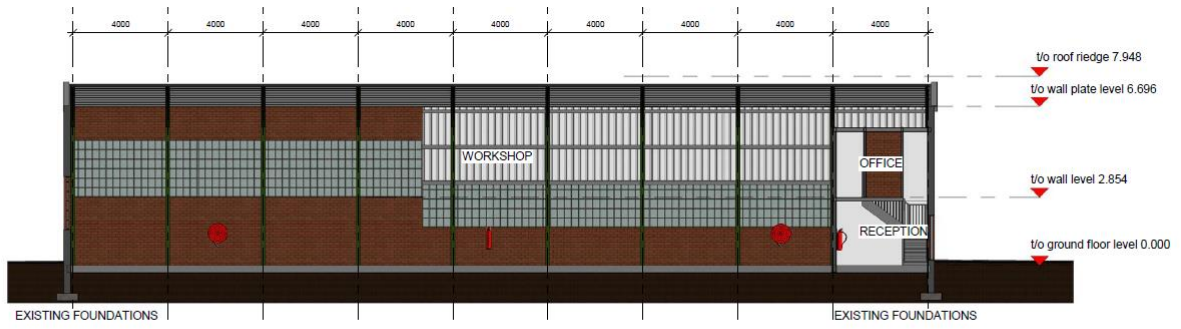 4000 4000 4000 4000 4000 4000 4000 4000 4000
t/o roof riedge 7.948
t/o wall plate level 6.696
WORKSHOP
OFFICE
t/o wall level 2.854
RECEPTION
t/o ground floor level 0.000
EXISTING FOUNDATIONS
EXISTING FOUNDATIONS